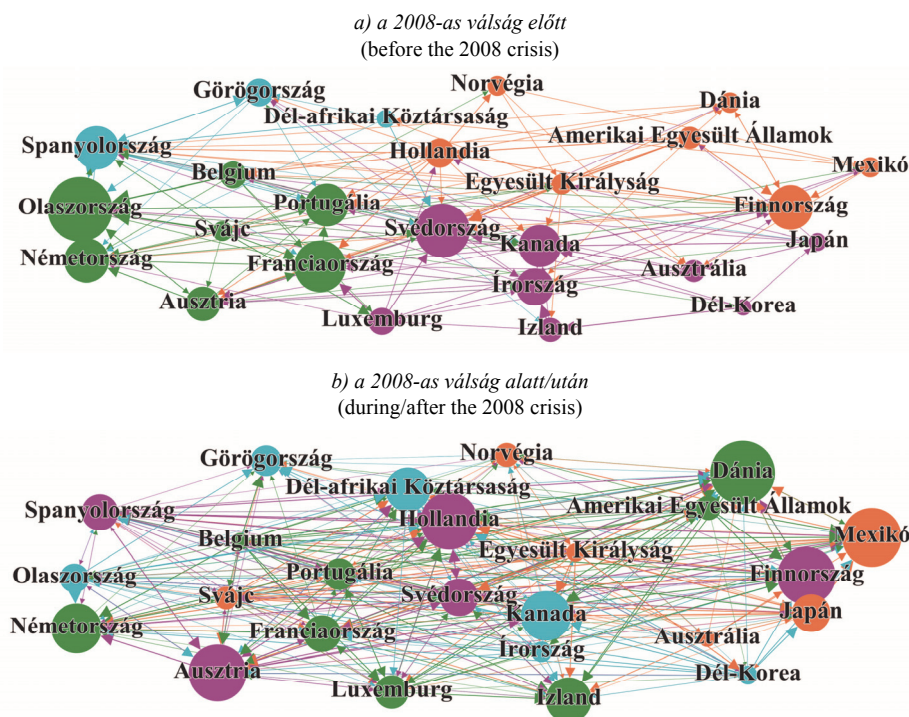 a) a 2008-as válság előtt
(before the 2008 crisis)
Norvégia
Görögország
Dánia
Dél-afrikai Köztársaság
Amerikai Egyesült Államok
Spanyolország
Hollandia
Mexikó
Belgium
Egyesült Királyság
Olaszország
Portugália
Finnország
Svájc
Svédország
Kanada
Japán
Németország
Franciaország
Ausztrália
Írország
Ausztria
Dél-Korea
Luxemburg
Izland
b) a 2008-as válság alatt/után
(during/after the 2008 crisis)
Norvégia
Görögország
Dánia
Dél-afrikai Köztársaság
Amerikai Egyesült Államok
Spanyolország
Hollandia
Mexikó
Belgium
Egyesült Királyság
Olaszország
Portugália
Finnország
Svájc
Svédország
Kanada
Japán
Németország
Franciaország
Ausztrália
Írország
Ausztria
Dél-Korea
Luxemburg
Izland